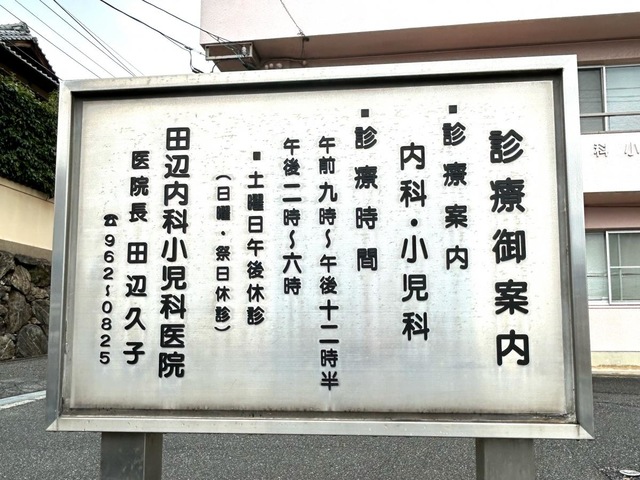 診療御案内
■診療案内
内科・小児科
■診療時間
午前九時～午後十二時半
午後二時～六時
■土曜日午後休診
（日曜・祭日休診）
田辺内科小児科医院
医院長 田辺久子
☎962～0825
科 小